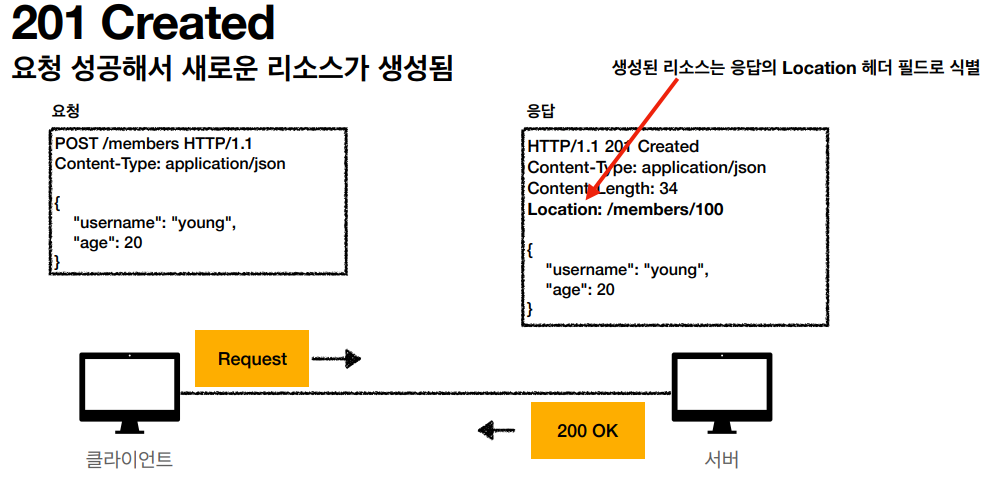 201 Created
요청 성공해서 새로운 리소스가 생성됨
생성된 리소스는 응답의 Location 헤더 필드로 식별
요청
POST /members HTTP/1.1
Content-Type: application/json
{
"username": "young",
"age": 20
}
응답
HTTP/1.1 201 Created
Content-Type: application/json
Content-Length: 34
Location: /members/100
{
"username": "young",
"age": 20
}
Request
200 OK
클라이언트
서버